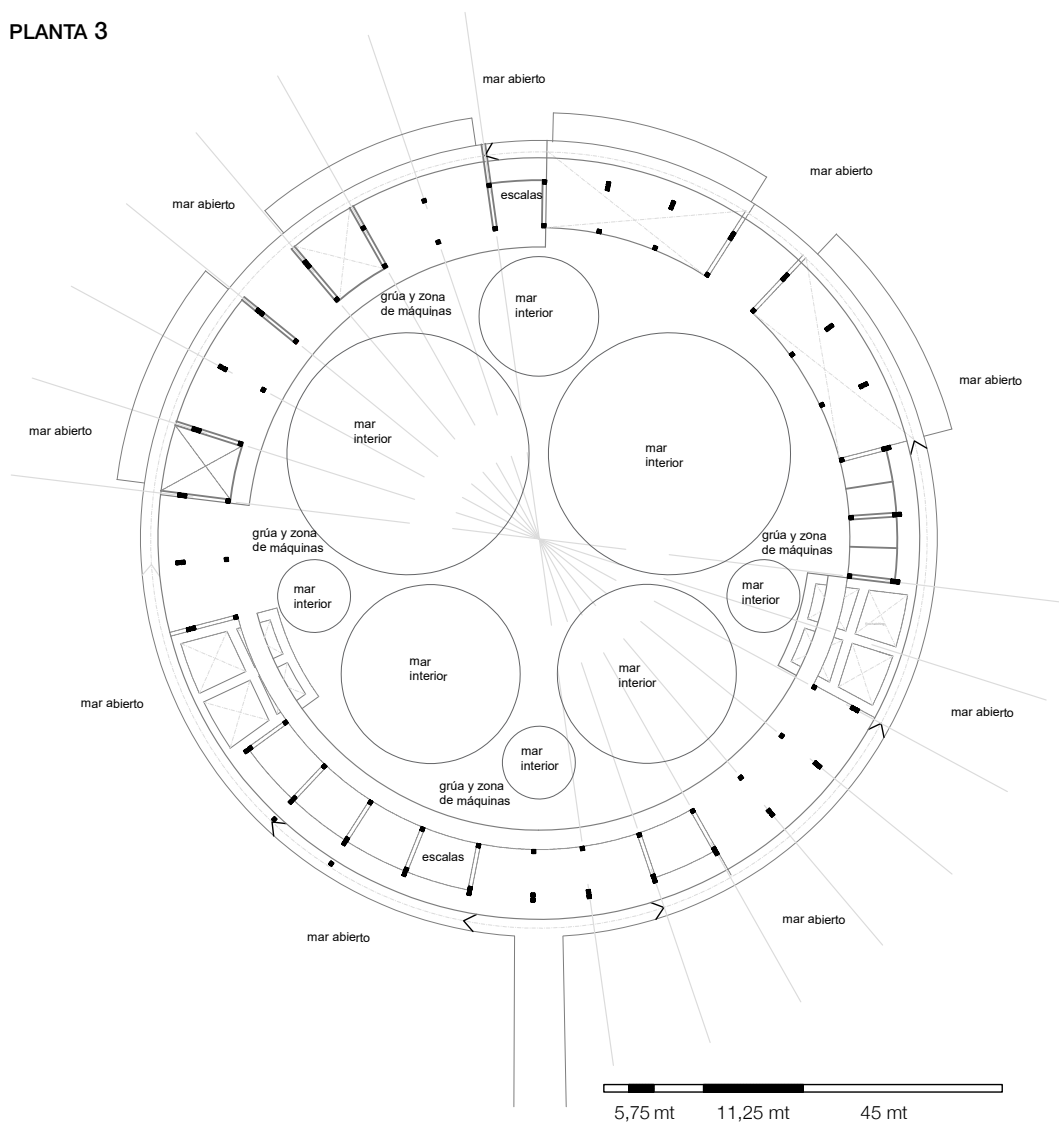 PLANTA 3
mar abierto
mar abierto
mar abierto
escalas
grúa y zona
de máquinas
mar
interior
mar abierto
mar
interior
mar abierto
mar
interior
grúa y zona
de máquinas
grúa y zona
de máquinas
mar
interior
mar
interior
mar
interior
mar
interior
mar abierto
mar abierto
mar
interior
grúa y zona
de máquinas
escalas
mar abierto
mar abierto
5,75 mt
11,25 mt
45 mt